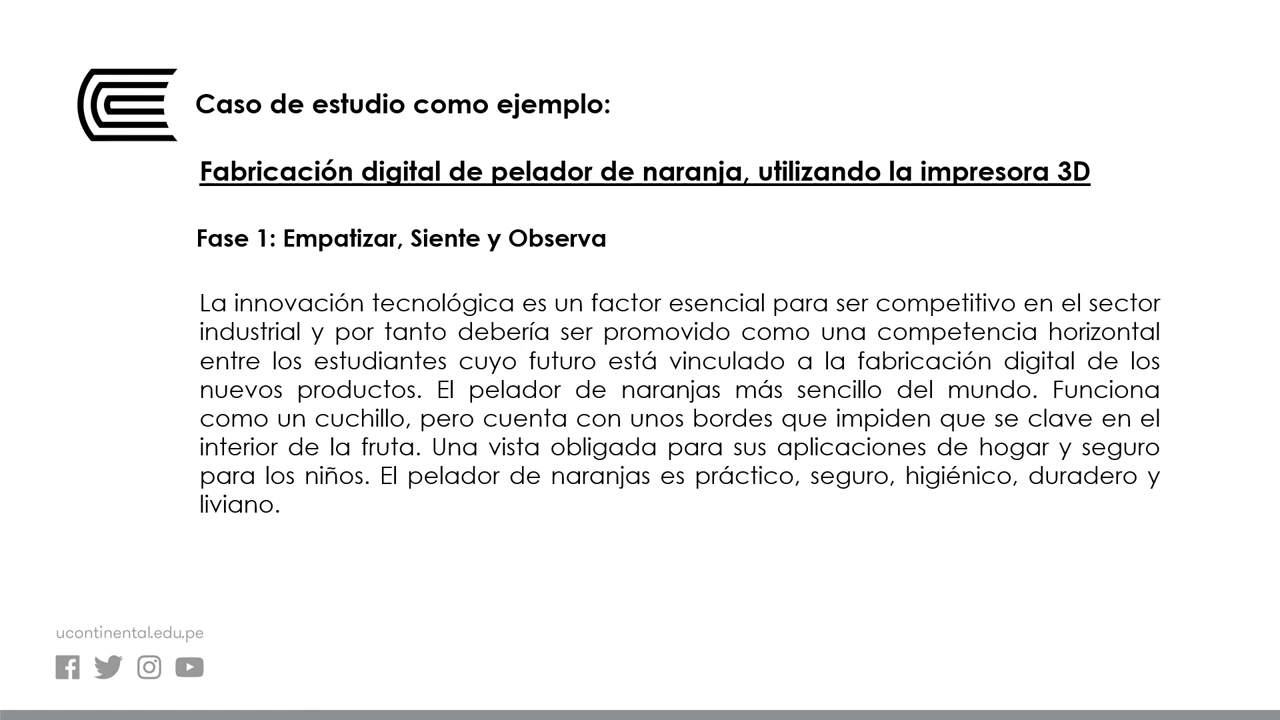 Caso de estudio como ejemplo:
Fabricación digital de pelador de naranja, utilizando la impresora 3D
Fase 1: Empatizar, Siente y Observa
La innovación tecnológica es un factor esencial para ser competitivo en el sector
industrial y por tanto debería ser promovido como una competencia horizontal
entre los estudiantes cuyo futuro está vinculado a la fabricación digital de los
nuevos productos. El pelador de naranjas más sencillo del mundo. Funciona
como un cuchillo, pero cuenta con unos bordes que impiden que se clave en el
interior de la fruta. Una vista obligada para sus aplicaciones de hogar y seguro
para los niños. El pelador de naranjas es práctico, seguro, higiénico, duradero y
liviano.
ucontinental.edu.pe